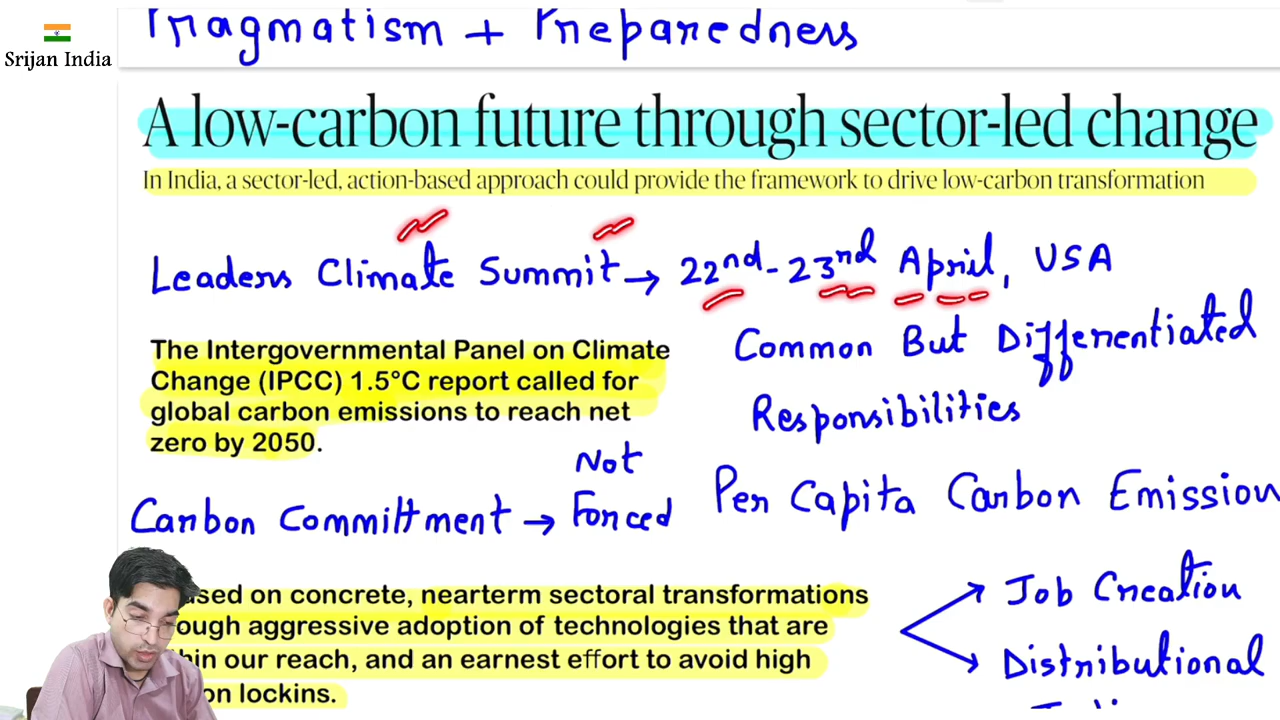 Pragmatism + Preparedness
Srijan India
A low-carbon future through sector-led change
In India, a sector-led, action-based approach could provide the framework to drive low-carbon transformation
Leaders Climate Summit → 22nd - 23nd April, USA
The Intergovernmental Panel on Climate
Change (IPCC) 1.5°C report called for
global carbon emissions to reach net
zero by 2050.
Common But Differentiated
Responsibilities
Carbon Committment → Not
Forced
Per Capita Carbon Emission
sed on concrete, nearterm sectoral transformations
ough aggressive adoption of technologies that are
hin our reach, and an earnest effort to avoid high
on lockins.
Job Creation
Distributional